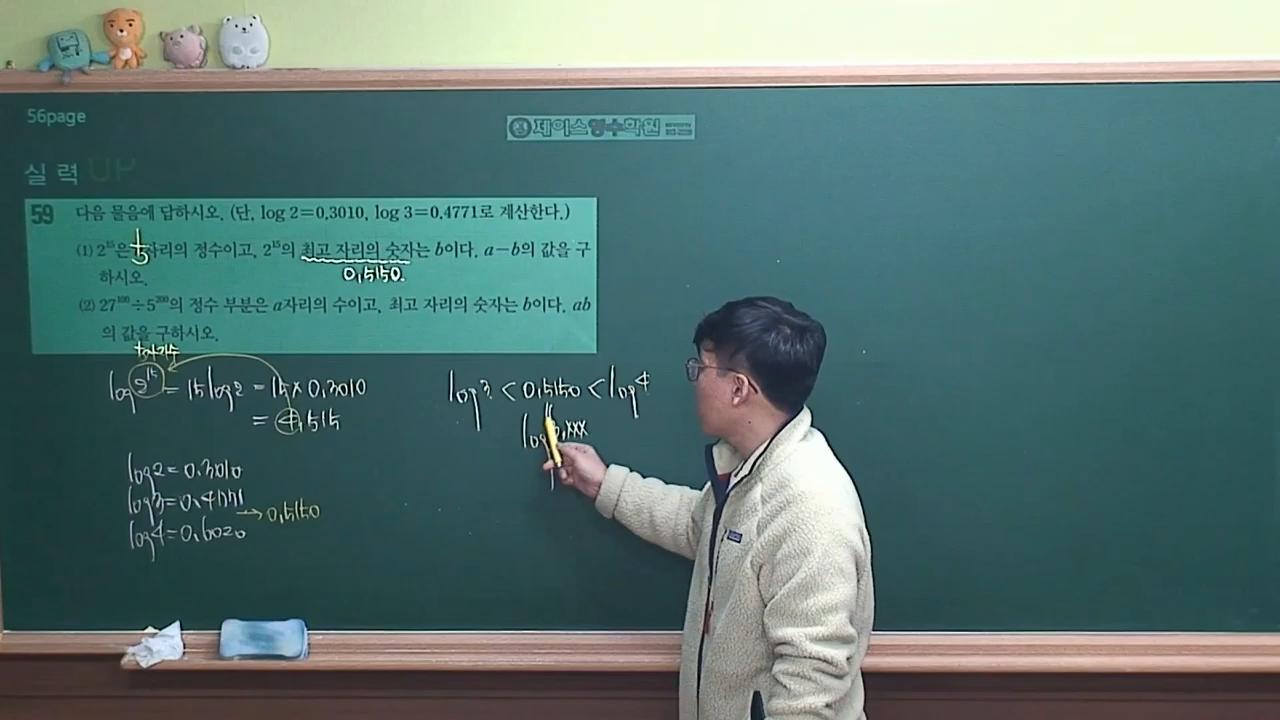 56page
제이스영수학원
실 력 UP
59 다음 물음에 답하시오. (단, log 2=0.3010, log 3=0.4771로 계산한다.)
(1) 2¹⁵은 자리의 정수이고, 2¹⁵의 최고 자리의 숫자는 b이다. a-b의 값을 구
5
하시오.
0.5150.
(2) 27¹⁰⁰÷5²⁰⁰의 정수 부분은 a자리의 수이고, 최고 자리의 숫자는 b이다. ab
의 값을 구하시오.
log 2¹⁵ = 15 log 2 = 15 × 0.3010
= 4.515
log 2 = 0.3010
log 3 = 0.4771
→ 0.5150
log 4 = 0.6020
log 3 < 0.5150 < log 4
log 3.xxx